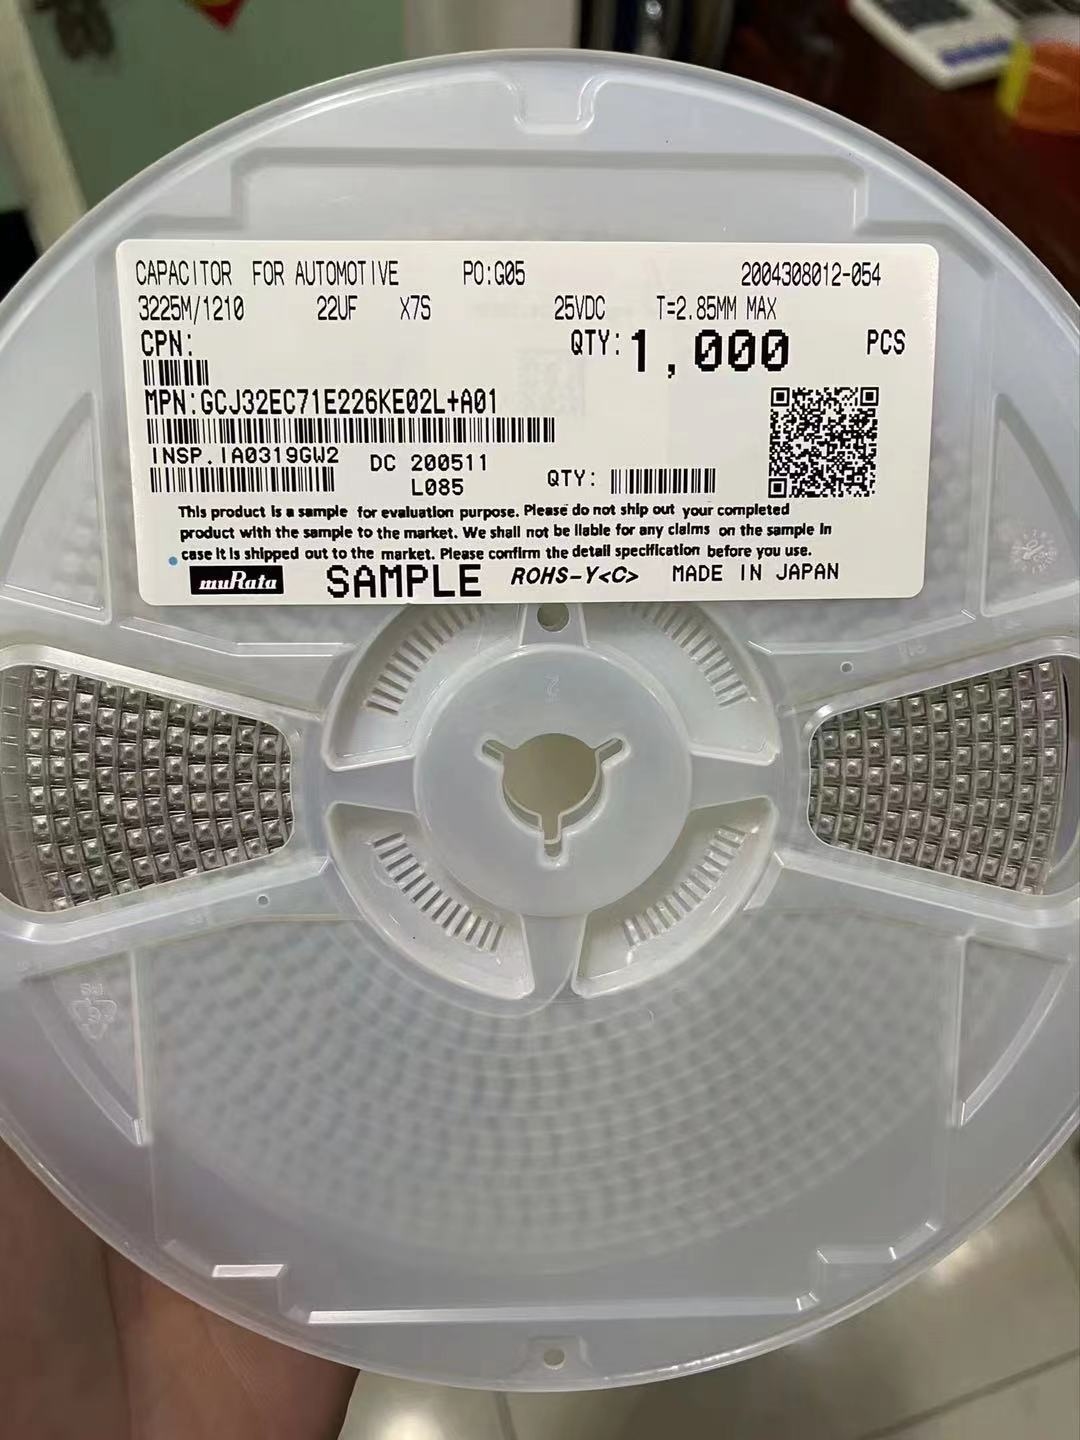 CAPACITOR FOR AUTOMOTIVE PO:G05 2004308012-054
3225M/1210 22UF X7S 25VDC T=2.85MM MAX
CPN: QTY: 1,000 PCS
MPN:GCJ32EC71E226KE02L+A01
INSP.IA0319GW2 DC 200511
L085 QTY:
This product is a sample for evaluation purpose. Please do not ship out your completed
product with the sample to the market. We shall not be liable for any claims on the sample in
case it is shipped out to the market. Please confirm the detail specification before you use.
muRata SAMPLE ROHS-Y<C> MADE IN JAPAN
2
PS